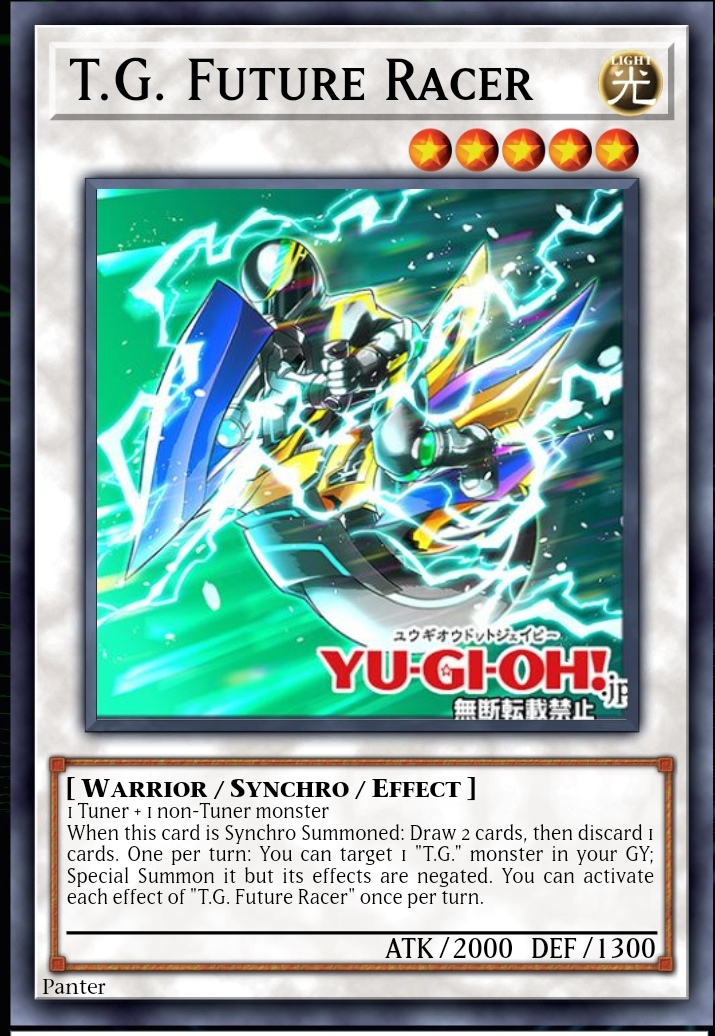 T.G. Future Racer
LIGHT
光
ユウギオウドットジェイピー
YU-GI-OH!
.jp
無断転載禁止
[ Warrior / Synchro / Effect ]
1 Tuner + 1 non-Tuner monster
When this card is Synchro Summoned: Draw 2 cards, then discard 1
cards. One per turn: You can target 1 "T.G." monster in your GY;
Special Summon it but its effects are negated. You can activate
each effect of "T.G. Future Racer" once per turn.
ATK / 2000 DEF / 1300
Panter